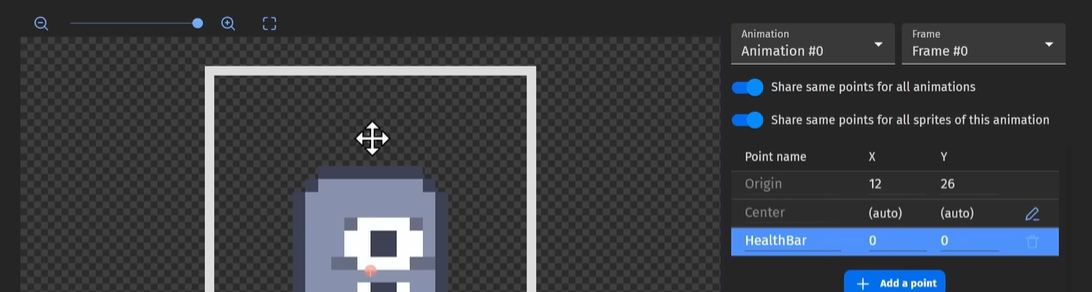 Animation
Animation #0
Frame
Frame #0
Share same points for all animations
Share same points for all sprites of this animation
Point name X Y
Origin 12 26
Center (auto) (auto)
HealthBar 0 0
Add a point